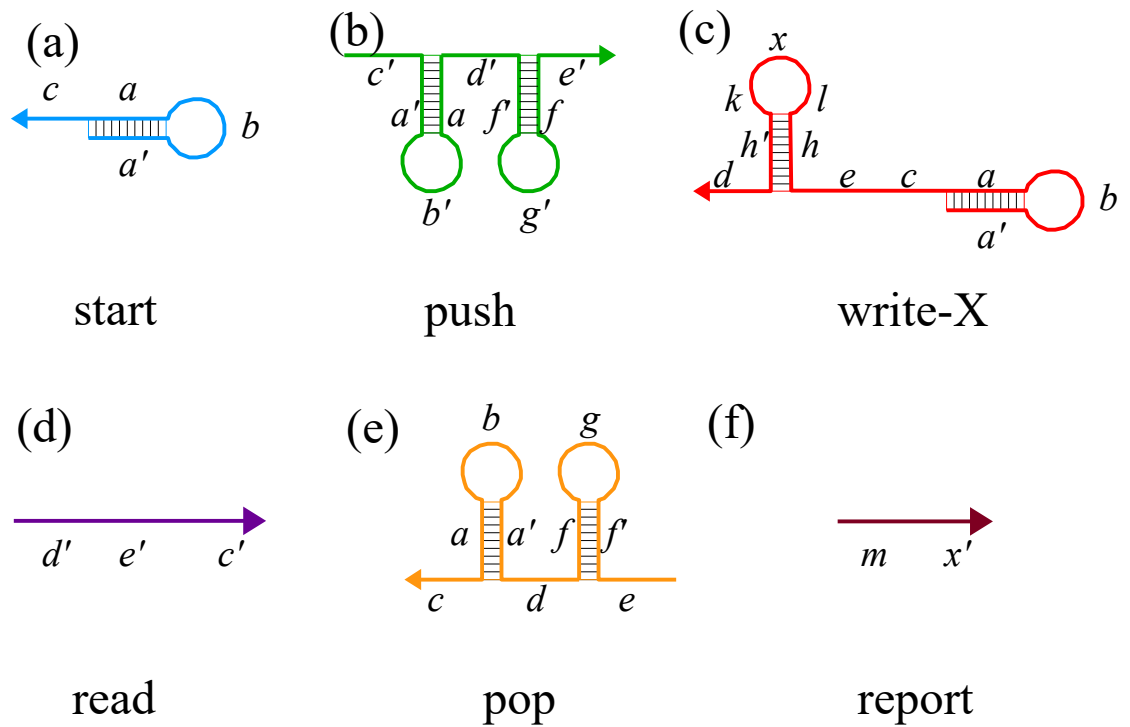 (a) (b) (c)
x
c a c′ d′ e′ k l
a′ a f′ f h′ h
b
a′ d e c a b
b′ g′ a′
start push write-X
(d) (e) (f)
b g
a a′ f f′
d′ e′ c′ m x′
c d e
read pop report